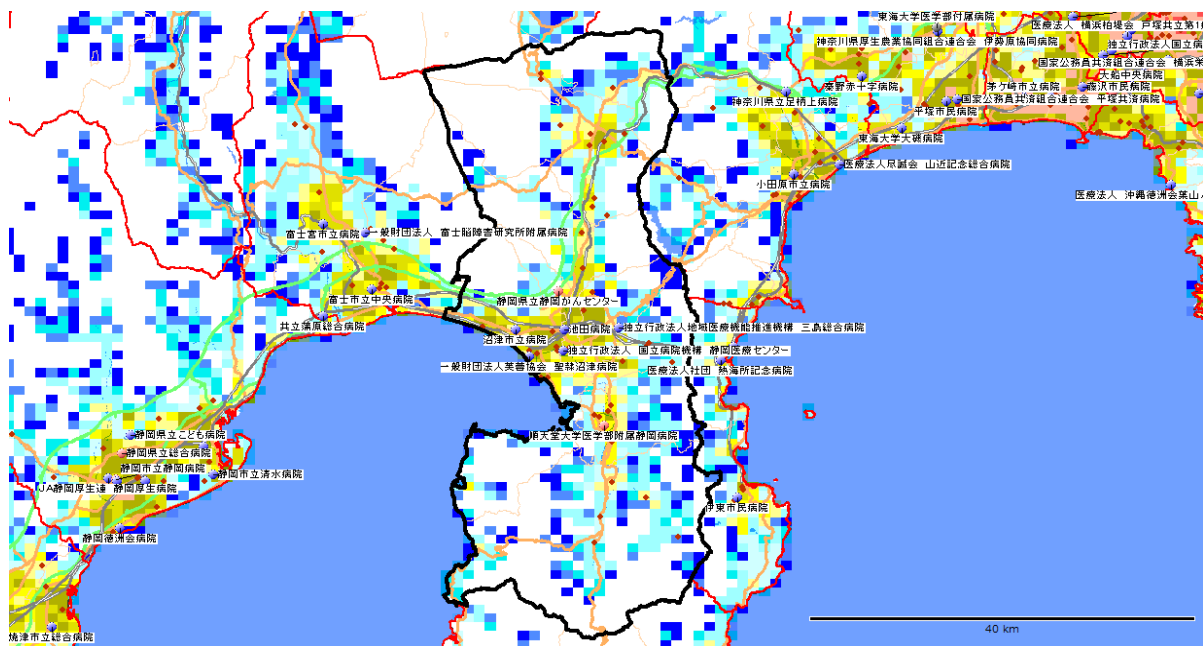 東海大学医学部付属病院
医療法人 横浜柏堤会 戸塚共立第1
神奈川県厚生農業協同組合連合会 伊勢原協同病院
独立行政法人国立病
国家公務員共済組合連合会 横浜栄
大船中央病院
秦野赤十字病院
茅ケ崎市立病院
藤沢市民病院
神奈川県立足柄上病院
国家公務員共済組合連合会 平塚共済病院
平塚市民病院
東海大学大磯病院
医療法人尽誠会 山近記念総合病院
小田原市立病院
医療法人 沖縄徳洲会葉山
富士宮市立病院
一般財団法人 富士脳障害研究所附属病院
富士市立中央病院
静岡県立静岡がんセンター
共立蒲原総合病院
池田病院
独立行政法人地域医療機能推進機構 三島総合病院
沼津市立病院
独立行政法人 国立病院機構 静岡医療センター
一般財団法人芙蓉協会 聖隷沼津病院
医療法人社団 熱海所記念病院
静岡県立こども病院
順天堂大学医学部附属静岡病院
静岡県立総合病院
静岡市立静岡病院
静岡市立清水病院
JA静岡厚生連 静岡厚生病院
伊東市民病院
静岡徳洲会病院
焼津市立総合病院
40 km